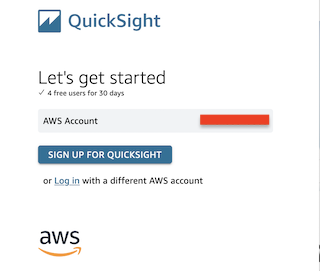 QuickSight
Let's get started
✓ 4 free users for 30 days
AWS Account
SIGN UP FOR QUICKSIGHT
or Log in with a different AWS account
aws